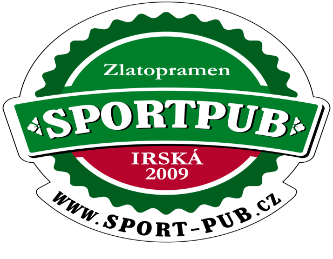 Zlatopramen
SPORTPUB
IRSKÁ
2009
WWW.SPORT-PUB.CZ